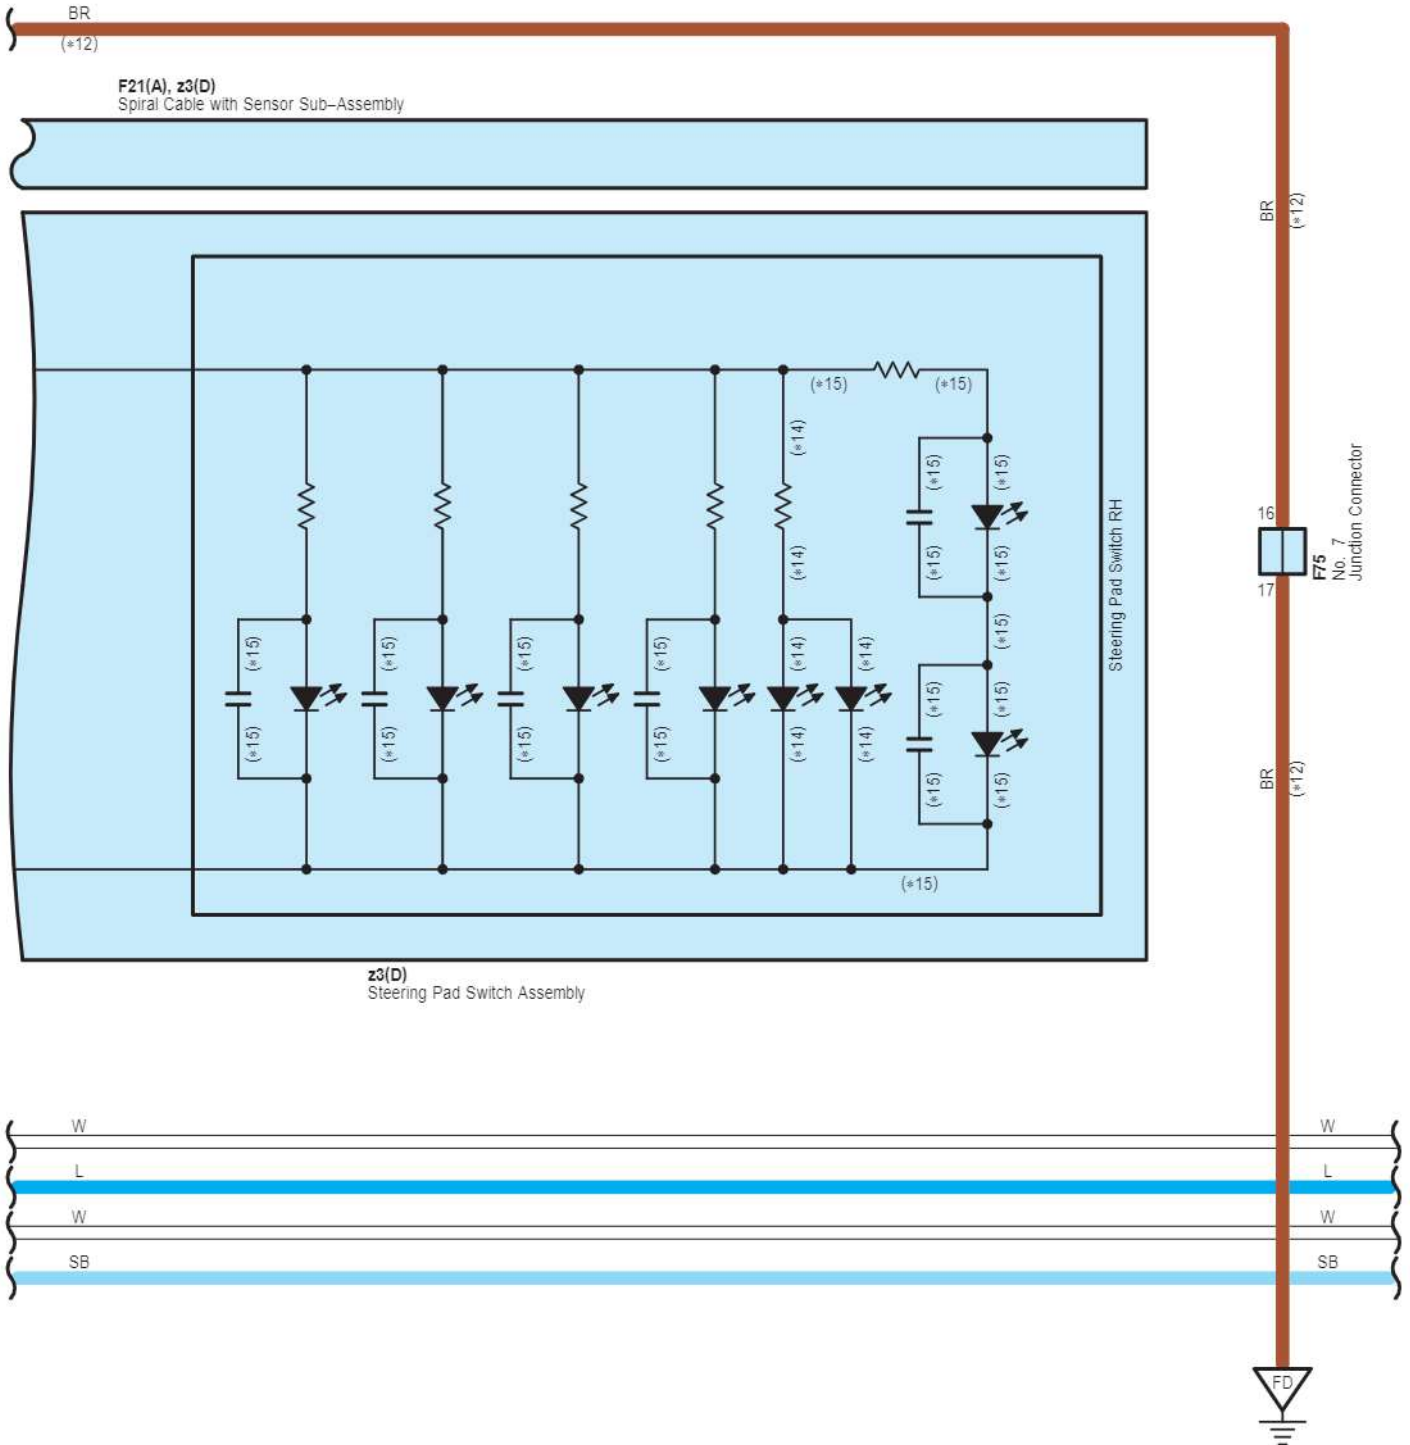 BR
(*12)
F21(A), z3(D)
Spiral Cable with Sensor Sub–Assembly
BR
(*12)
(*15)
(*15)
(*14)
(*15)
(*15)
(*14)
(*15)
(*15)
Steering Pad Switch RH
16
17
F75
No. 7
Junction Connector
(*15)
(*15)
(*15)
(*15)
(*14)
(*14)
(*15)
(*15)
(*15)
(*15)
(*15)
(*15)
(*15)
(*14)
(*14)
(*15)
(*15)
BR
(*12)
(*15)
z3(D)
Steering Pad Switch Assembly
W
W
L
L
W
W
SB
SB
FD